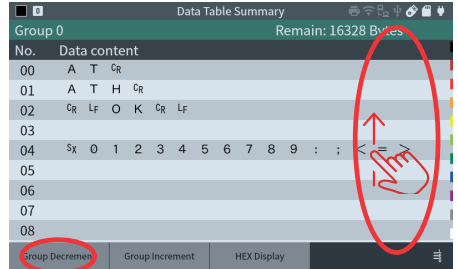 0 Data Table Summary
Group 0 Remain: 16328 Bytes
No. Data content
00 A T CR
01 A T H CR
02 CR LF O K CR LF
03
04 SX 0 1 2 3 4 5 6 7 8 9 : ; < = >
05
06
07
08
Group Decrement Group Increment HEX Display